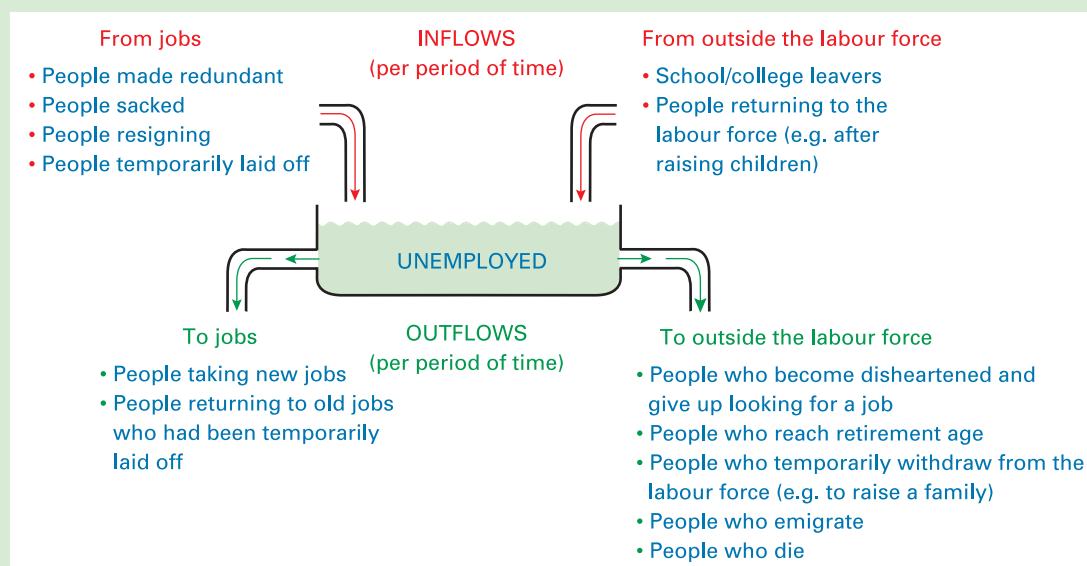 From jobs
• People made redundant
• People sacked
• People resigning
• People temporarily laid off
INFLOWS
(per period of time)
From outside the labour force
• School/college leavers
• People returning to the
labour force (e.g. after
raising children)
UNEMPLOYED
To jobs
• People taking new jobs
• People returning to old jobs
who had been temporarily
laid off
OUTFLOWS
(per period of time)
To outside the labour force
• People who become disheartened and
give up looking for a job
• People who reach retirement age
• People who temporarily withdraw from the
labour force (e.g. to raise a family)
• People who emigrate
• People who die